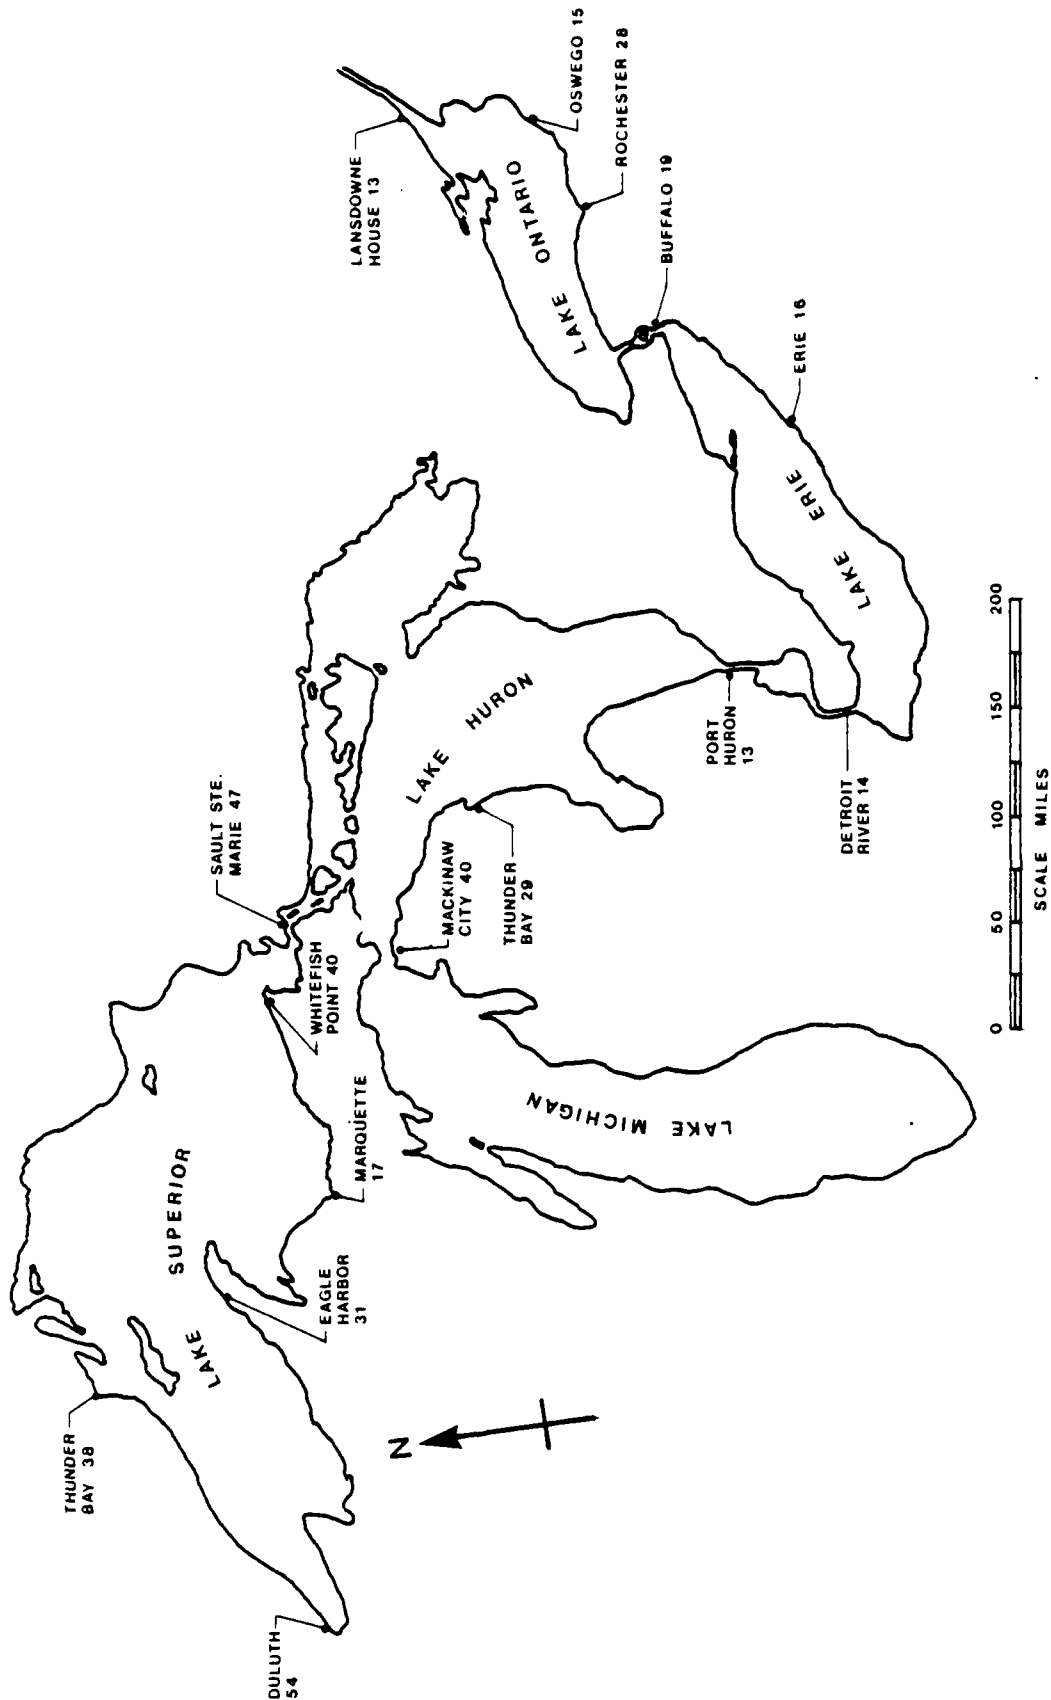 DULUTH
54
THUNDER
BAY 38
LAKE SUPERIOR
EAGLE
HARBOR
31
MARQUETTE
17
WHITEFISH
POINT 40
SAULT STE.
MARIE 47
N
LAKE MICHIGAN
MACKINAW
CITY 40
THUNDER
BAY 29
LAKE HURON
PORT
HURON
13
DETROIT
RIVER 14
LAKE ERIE
ERIE 16
BUFFALO 19
LAKE ONTARIO
LANSDOWNE
HOUSE 13
ROCHESTER 28
OSWEGO 15
0 50 100 150 200
SCALE MILES